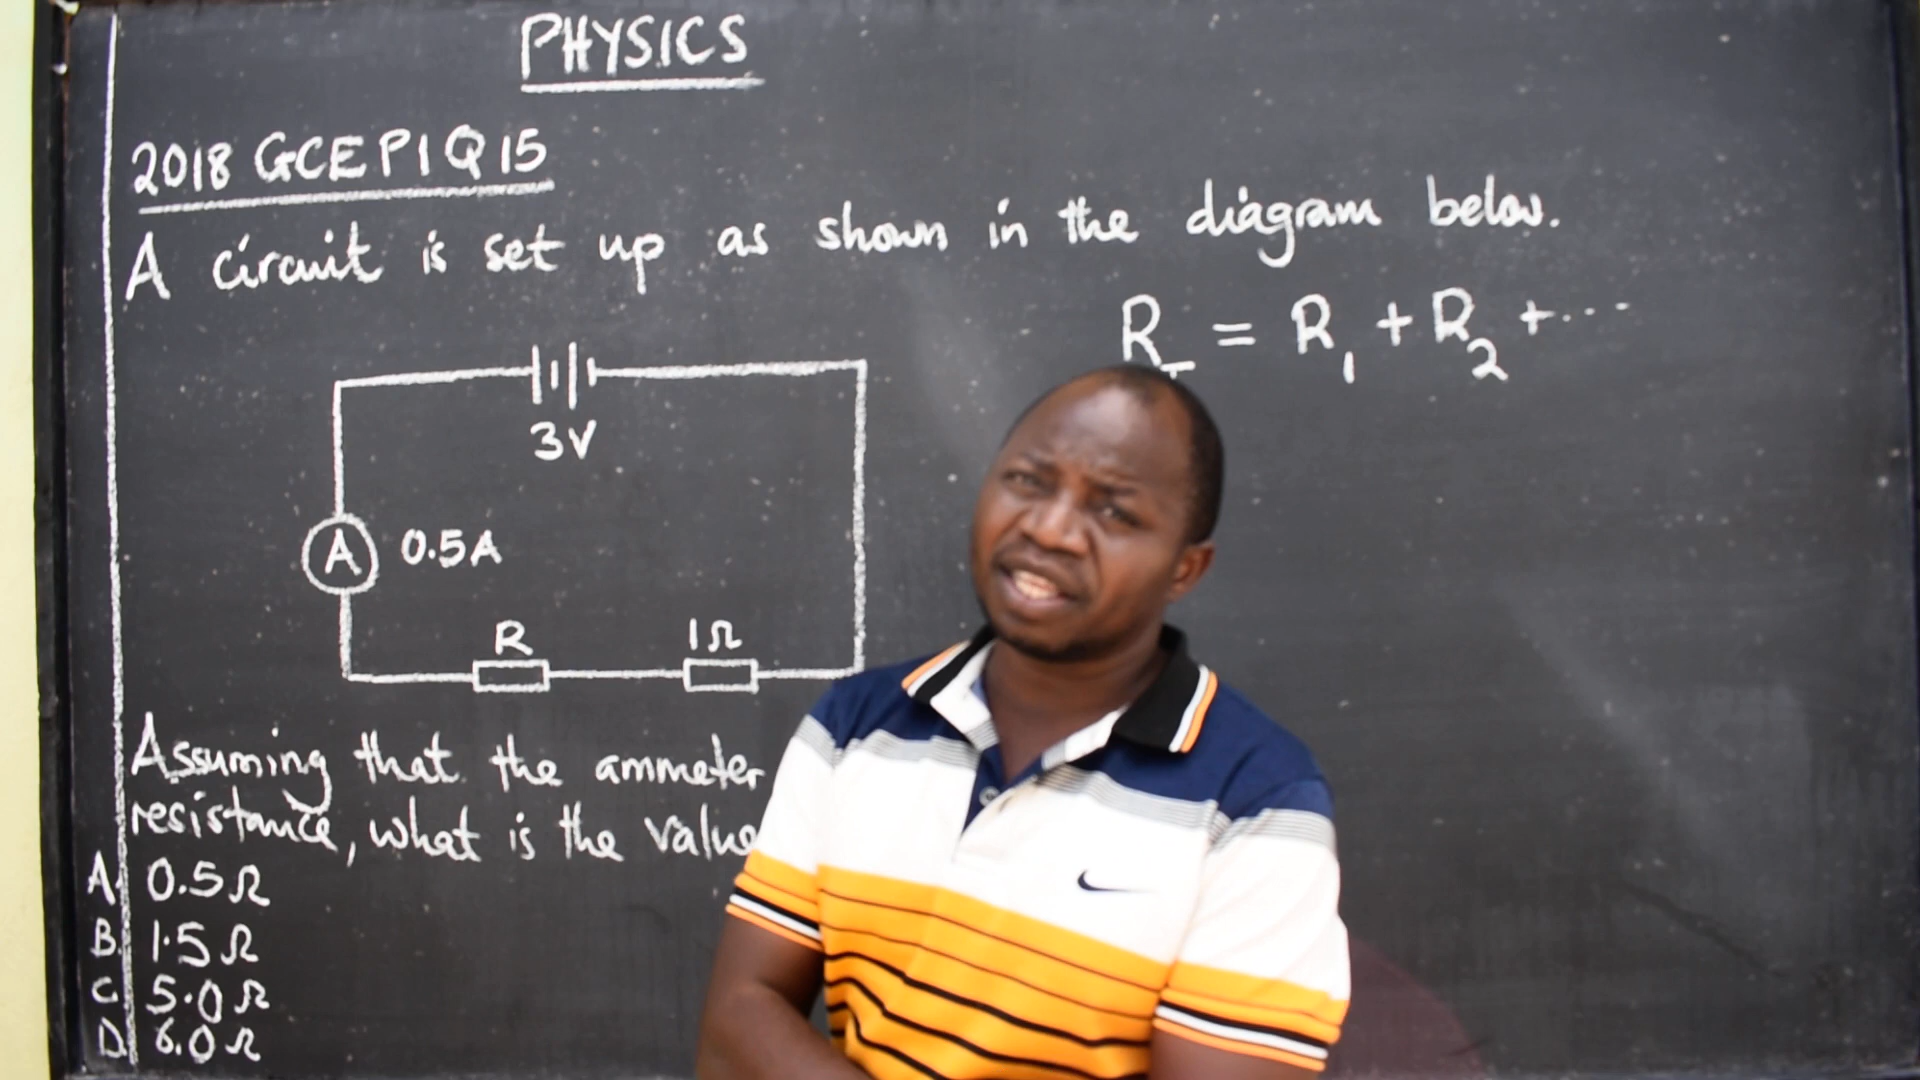 PHYSICS
2018 GCE P1 Q15
A circuit is set up as shown in the diagram below.
R = R1 + R2 + ...
3V
A 0.5A
R 1Ω
Assuming that the ammeter
resistance, what is the value
A. 0.5Ω
B. 1.5Ω
C. 5.0Ω
D. 6.0Ω